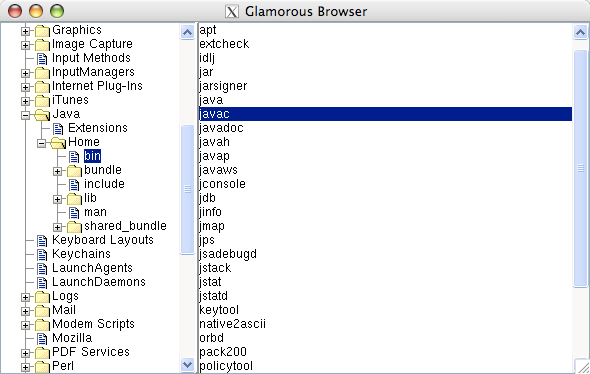 Glamorous Browser
Graphics
Image Capture
Input Methods
InputManagers
Internet Plug-Ins
iTunes
Java
Extensions
Home
bin
bundle
include
lib
man
shared_bundle
Keyboard Layouts
Keychains
LaunchAgents
LaunchDaemons
Logs
Mail
Modem Scripts
Mozilla
PDF Services
Perl
apt
extcheck
idlj
jar
jarsigner
java
javac
javadoc
javah
javap
javaws
jconsole
jdb
jinfo
jmap
jps
jsadebugd
jstack
jstat
jstatd
keytool
native2ascii
orbd
pack200
policytool